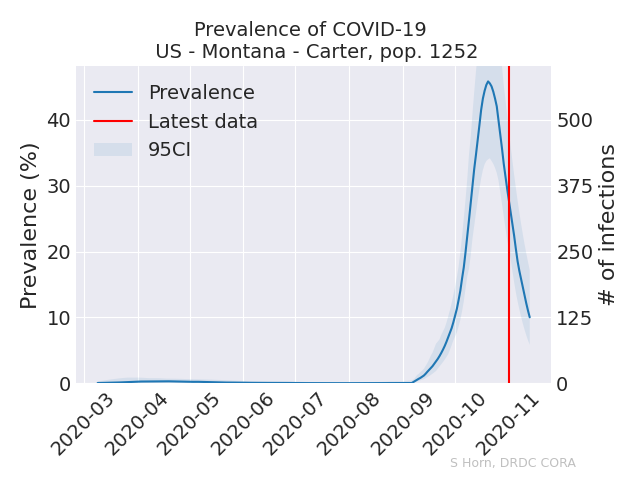 Prevalence of COVID-19
US - Montana - Carter, pop. 1252
Prevalence
Latest data
95CI
Prevalence (%)
40
30
20
10
0
# of infections
500
375
250
125
0
2020-03
2020-04
2020-05
2020-06
2020-07
2020-08
2020-09
2020-10
2020-11
S Horn, DRDC CORA